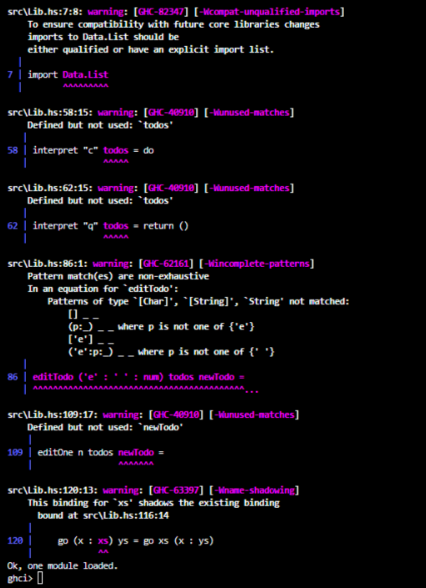 src\Lib.hs:7:8: warning: [GHC-82347] [-Wcompat-unqualified-imports]
To ensure compatibility with future core libraries changes
imports to Data.List should be
either qualified or have an explicit import list.
|
7 | import Data.List
| ^^^^^^^^^
src\Lib.hs:58:15: warning: [GHC-40910] [-Wunused-matches]
Defined but not used: `todos'
|
58 | interpret "c" todos = do
| ^^^^^
src\Lib.hs:62:15: warning: [GHC-40910] [-Wunused-matches]
Defined but not used: `todos'
|
62 | interpret "q" todos = return ()
| ^^^^^
src\Lib.hs:86:1: warning: [GHC-62161] [-Wincomplete-patterns]
Pattern match(es) are non-exhaustive
In an equation for `editTodo':
Patterns of type `[Char]', `[String]', `String' not matched:
[] _ _
(p:_) _ _ where p is not one of {'e'}
['e'] _ _
('e':p:_) _ _ where p is not one of {' '}
|
86 | editTodo ('e' : ' ' : num) todos newTodo =
| ^^^^^^^^^^^^^^^^^^^^^^^^^^^^^^^^^^^^^^^^^^...
src\Lib.hs:109:17: warning: [GHC-40910] [-Wunused-matches]
Defined but not used: `newTodo'
|
109 | editOne n todos newTodo =
| ^^^^^^^
src\Lib.hs:120:13: warning: [GHC-63397] [-Wname-shadowing]
This binding for `xs' shadows the existing binding
bound at src\Lib.hs:116:14
|
120 | go (x : xs) ys = go xs (x : ys)
| ^^
Ok, one module loaded.
ghci>